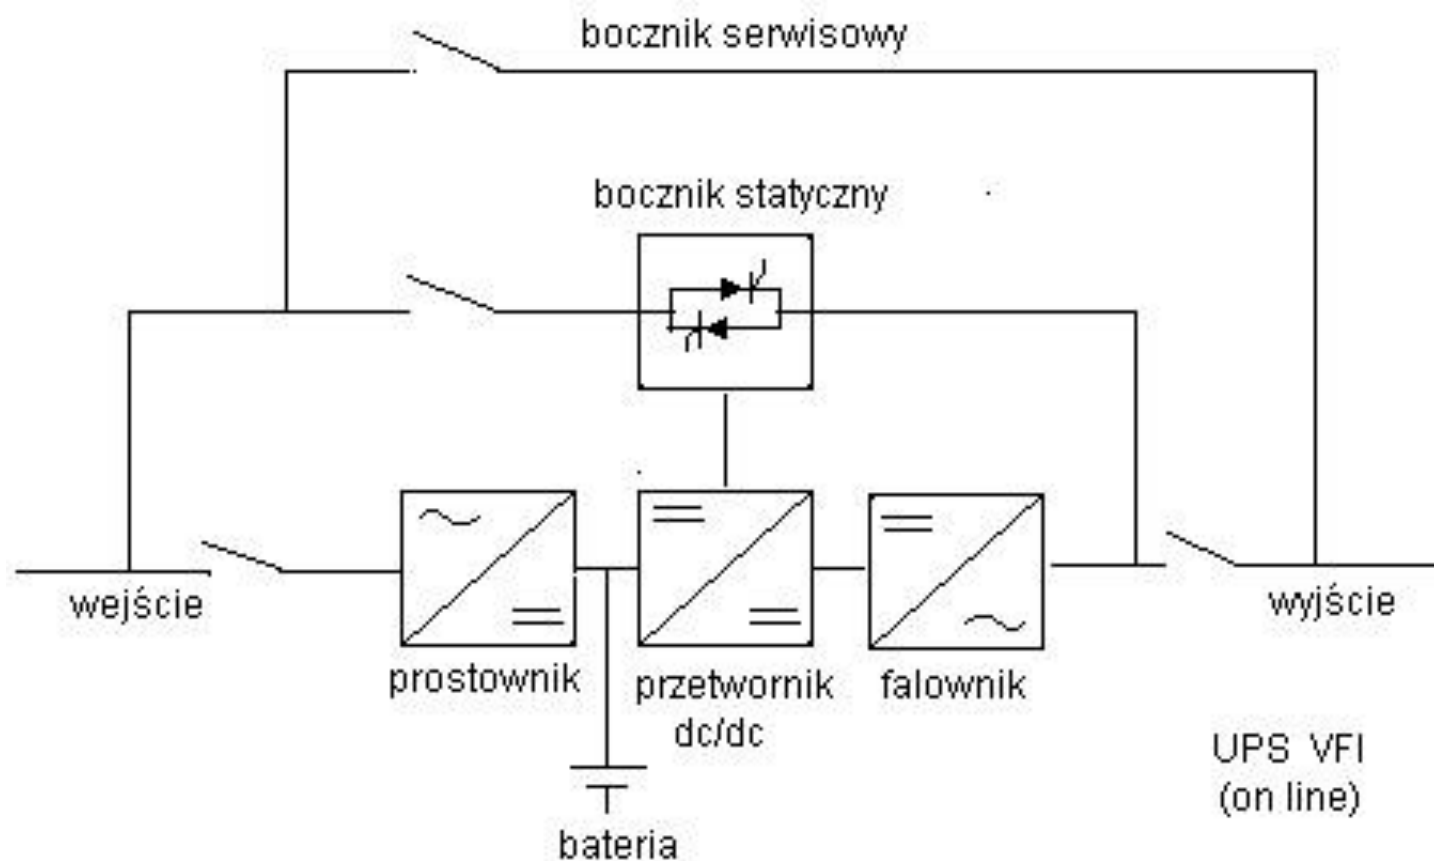 bocznik serwisowy
bocznik statyczny
wejście
wyjście
prostownik
przetwornik
dc/dc
falownik
bateria
UPS VFI
(on line)